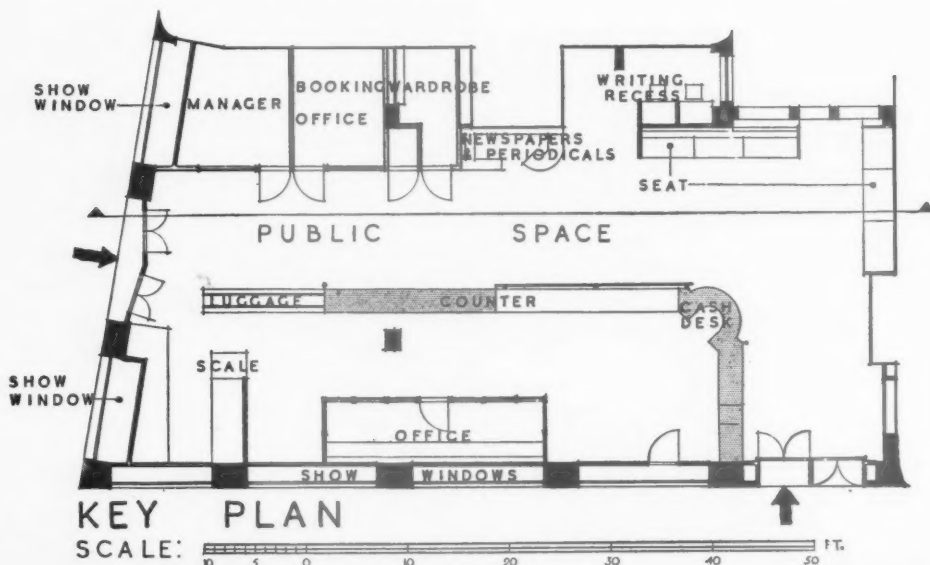 SHOW
WINDOW
MANAGER
BOOKING
OFFICE
WARDROBE
WRITING
RECESS
NEWSPAPERS
& PERIODICALS
SEAT
PUBLIC SPACE
LUGGAGE
COUNTER
CASH
DESK
SCALE
SHOW
WINDOW
OFFICE
SHOW WINDOWS
KEY PLAN
SCALE:
10 5 0 10 20 30 40 50 FT.